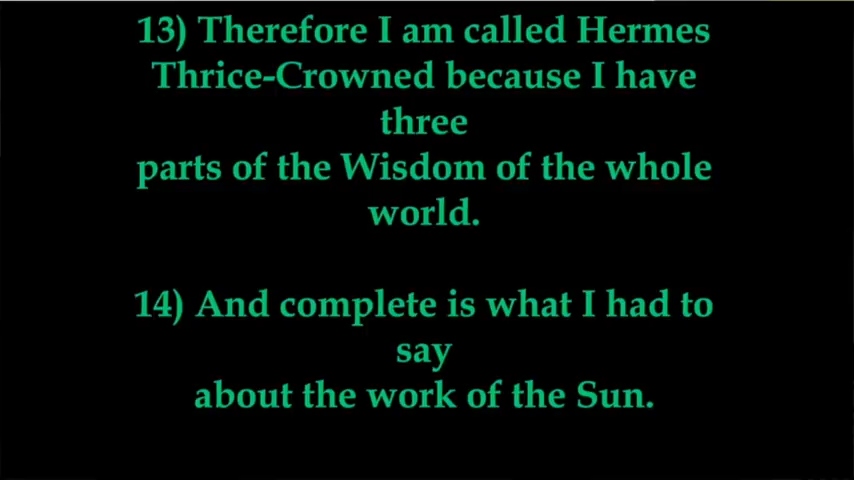 13) Therefore I am called Hermes
Thrice-Crowned because I have
three
parts of the Wisdom of the whole
world.
14) And complete is what I had to
say
about the work of the Sun.